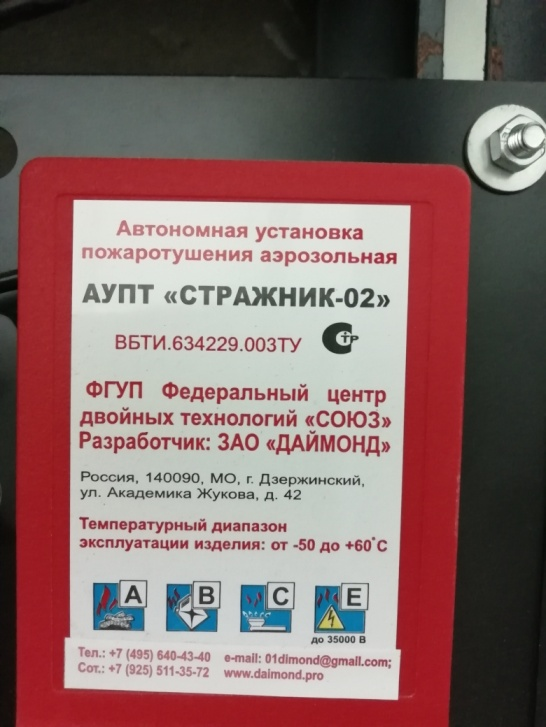 Автономная установка
пожаротушения аэрозольная
АУПТ «СТРАЖНИК-02»
ВБТИ.634229.003ТУ СТР
ФГУП Федеральный центр
двойных технологий «СОЮЗ»
Разработчик: ЗАО «ДАЙМОНД»
Россия, 140090, МО, г. Дзержинский,
ул. Академика Жукова, д. 42
Температурный диапазон
эксплуатации изделия: от -50 до +60°С
A B C E
до 35000 В
Тел.: +7 (495) 640-43-40 e-mail: 01dimond@gmail.com;
Сот.: +7 (925) 511-35-72 www.daimond.pro